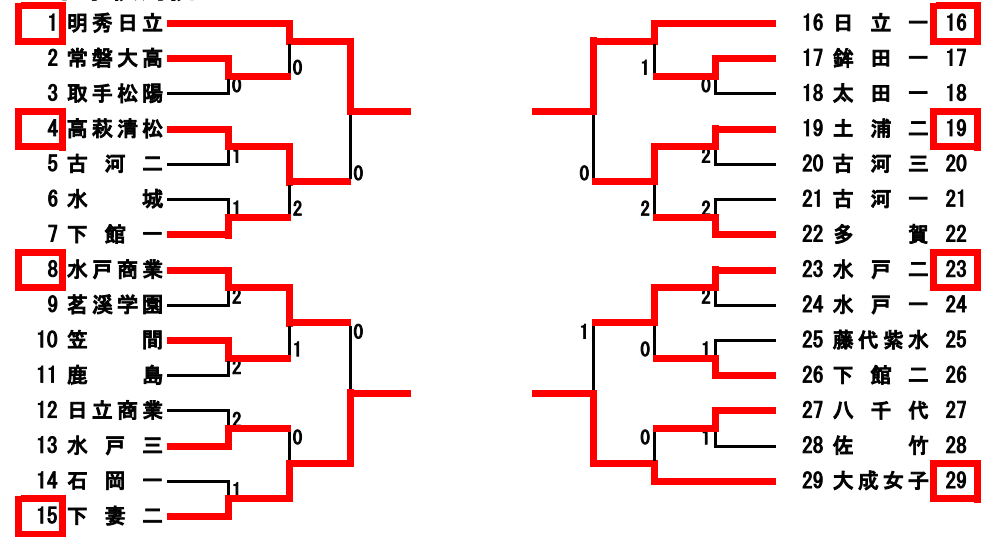 1 明秀日立 16 日立一 16
0 1
2 常磐大高 17 鉾田一 17
0 0
3 取手松陽 18 太田一 18
4 高萩清松 19 土浦二 19
1 2
5 古河二 0 0 20 古河三 20
6 水城 21 古河一 21
1 2 2 2
7 下館一 22 多賀 22
8 水戸商業 23 水戸二 23
2 2
9 茗溪学園 24 水戸一 24
0 1
10 笠間 25 藤代紫水 25
1 0 1
2
11 鹿島 26 下館二 26
12 日立商業 27 八千代 27
2
0 0 1
13 水戸三 28 佐竹 28
14 石岡一 29 大成女子 29
1
15 下妻二